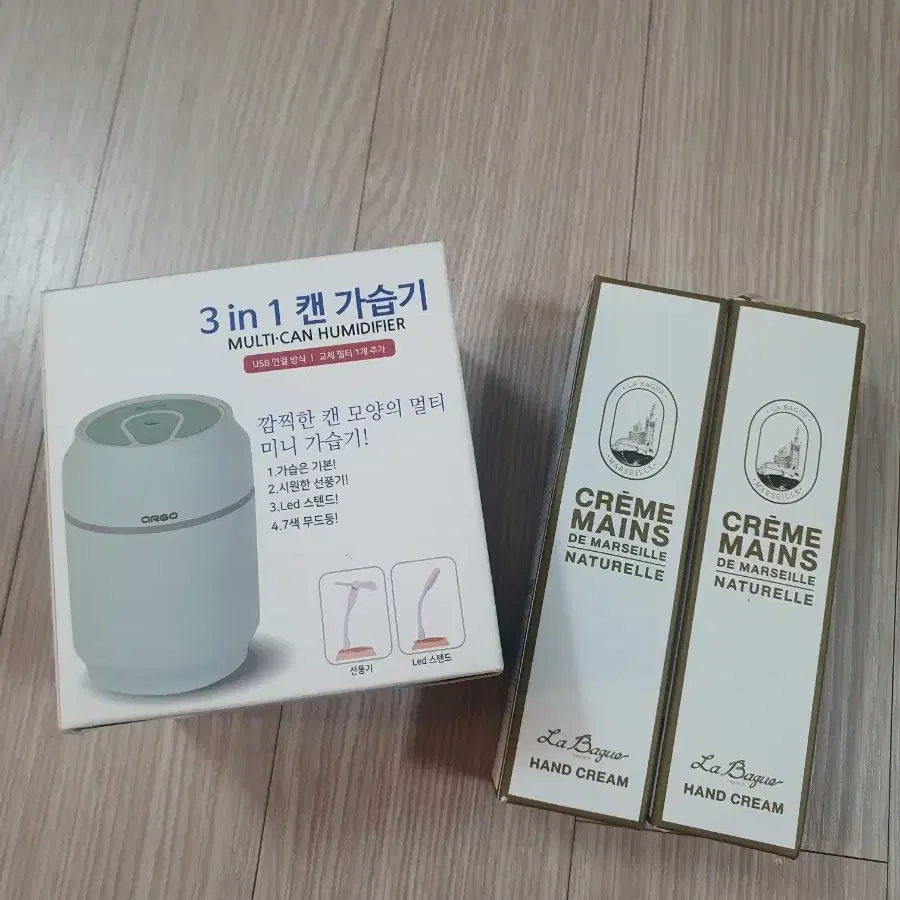 3 in 1 캔 가습기
MULTI·CAN HUMIDIFIER
USB 연결 방식 | 교체 필터 1개 추가
깜찍한 캔 모양의 멀티
미니 가습기!
1.가습은 기본!
2.시원한 선풍기!
3.Led 스텐드!
4.7색 무드등!
ARGO
선풍기
Led 스텐드
LA BAGUE
MARSEILLE
CRÈME
MAINS
DE MARSEILLE
NATURELLE
La Bague
FRANCE
HAND CREAM
LA BAGUE
MARSEILLE
CRÈME
MAINS
DE MARSEILLE
NATURELLE
La Bague
FRANCE
HAND CREAM